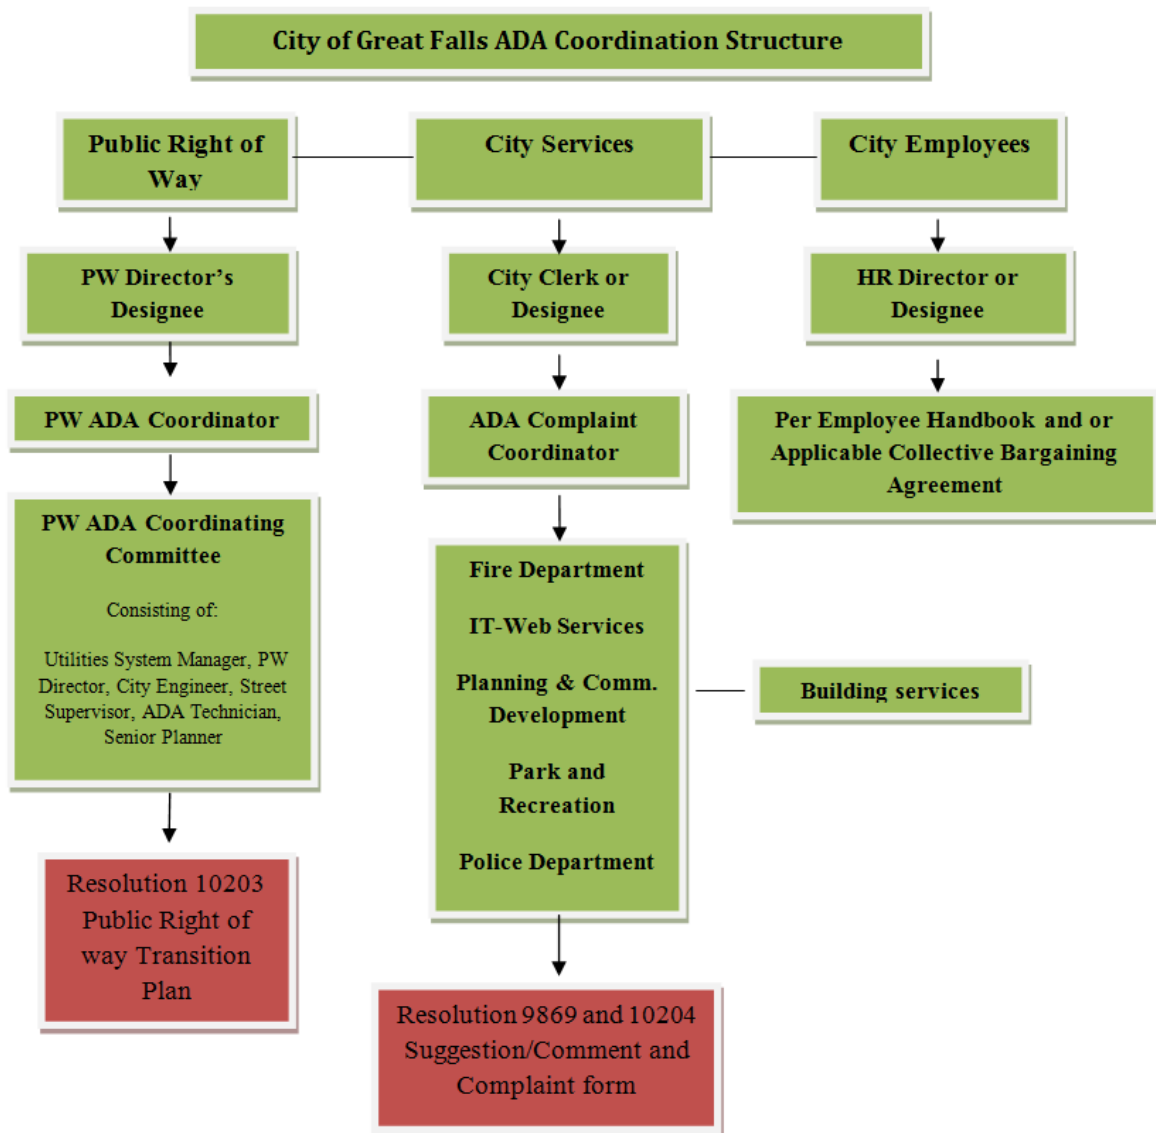 City of Great Falls ADA Coordination Structure
Public Right of
Way
City Services
City Employees
PW Director’s
Designee
City Clerk or
Designee
HR Director or
Designee
PW ADA Coordinator
ADA Complaint
Coordinator
Per Employee Handbook and or
Applicable Collective Bargaining
Agreement
PW ADA Coordinating
Committee
Consisting of:
Utilities System Manager, PW
Director, City Engineer, Street
Supervisor, ADA Technician,
Senior Planner
Fire Department
IT-Web Services
Planning & Comm.
Development
Park and
Recreation
Police Department
Building services
Resolution 10203
Public Right of
way Transition
Plan
Resolution 9869 and 10204
Suggestion/Comment and
Complaint form